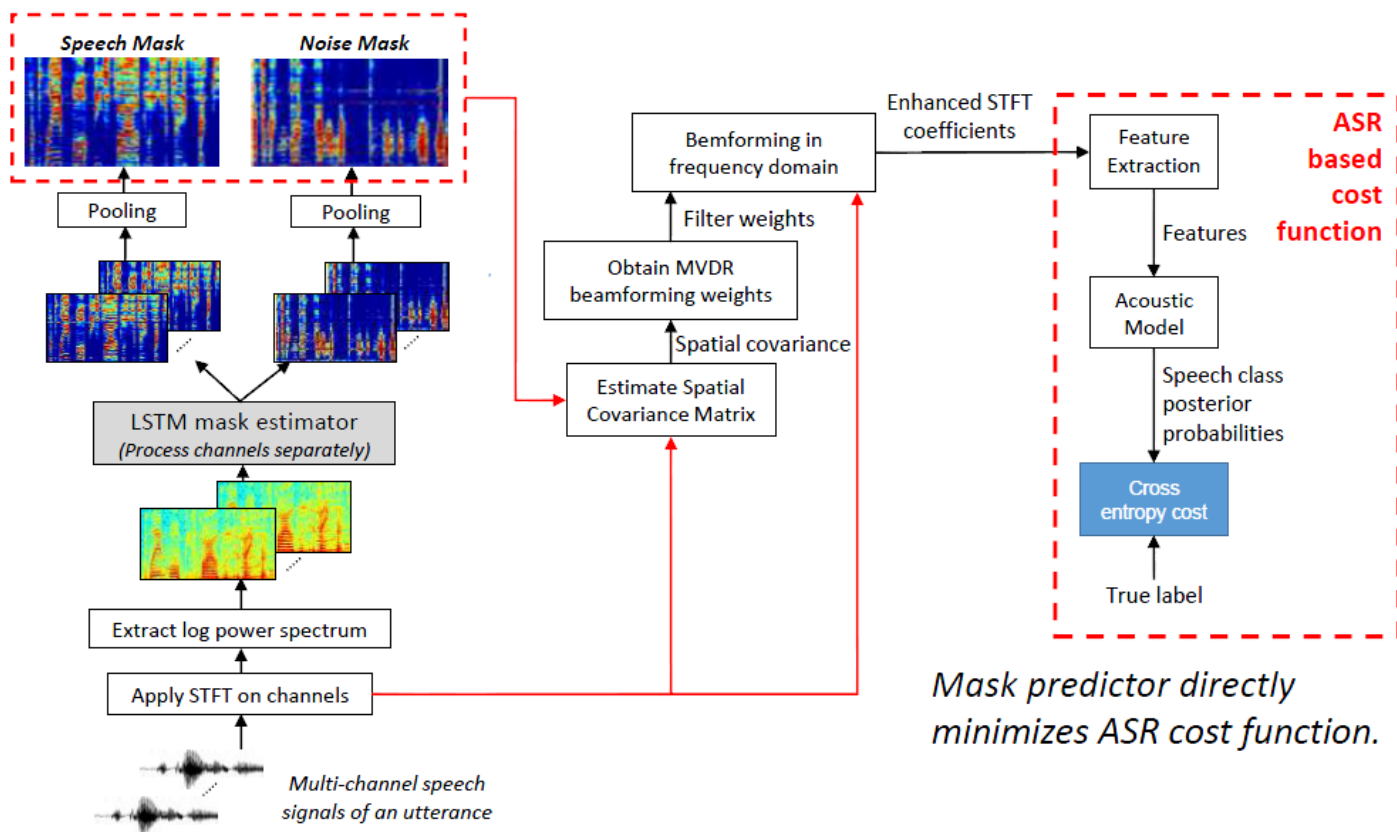 Speech Mask
Noise Mask
Pooling
Pooling
LSTM mask estimator
(Process channels separately)
Extract log power spectrum
Apply STFT on channels
Multi-channel speech
signals of an utterance
Bemforming in
frequency domain
Filter weights
Obtain MVDR
beamforming weights
Spatial covariance
Estimate Spatial
Covariance Matrix
Enhanced STFT
coefficients
Feature
Extraction
Features
Acoustic
Model
Speech class
posterior
probabilities
Cross
entropy cost
True label
ASR
based
cost
function
Mask predictor directly
minimizes ASR cost function.